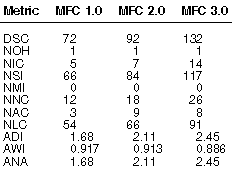 Metric MFC 1.0 MFC 2.0 MFC 3.0
DSC 72 92 132
NOH 1 1 1
NIC 5 7 14
NSI 66 84 117
NMI 0 0 0
NNC 12 18 26
NAC 3 9 8
NLC 54 66 91
ADI 1.68 2.11 2.45
AWI 0.917 0.913 0.886
ANA 1.68 2.11 2.45